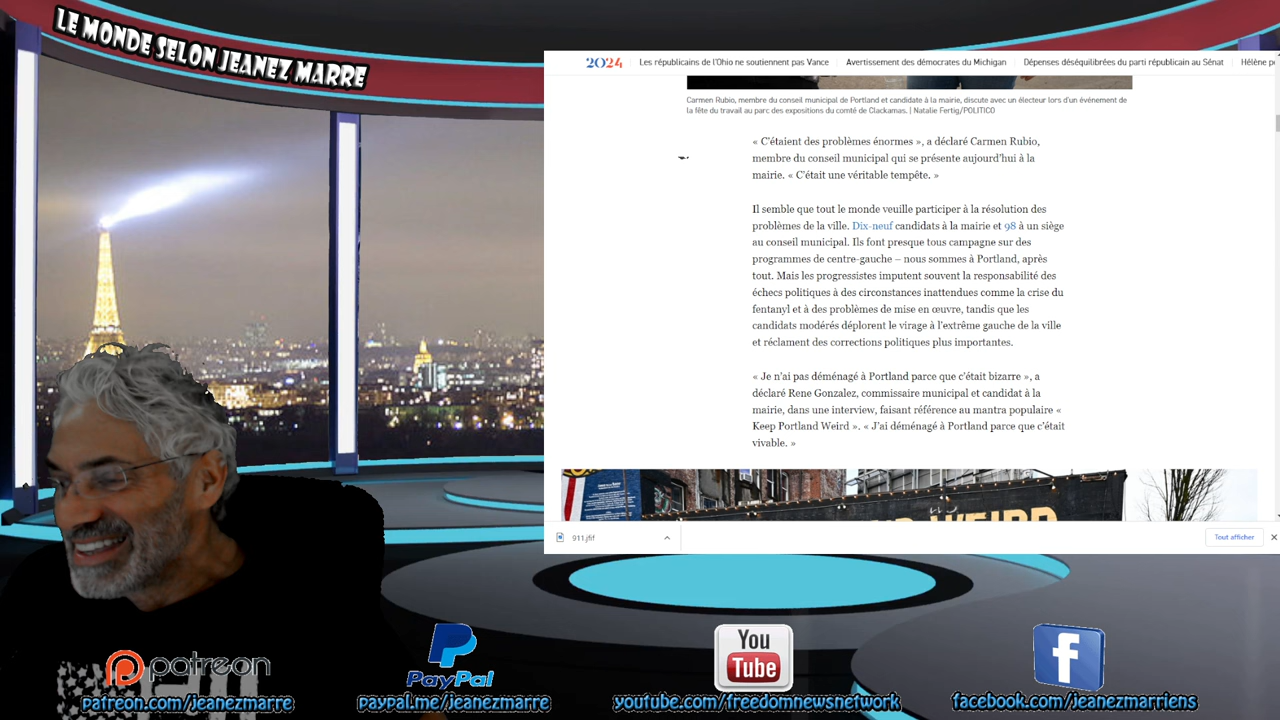 LE MONDE SELON JEANEZ MARRE
2024
Les républicains de l'Ohio ne soutiennent pas Vance
Avertissement des démocrates du Michigan
Dépenses déséquilibrées du parti républicain au Sénat
Hélène
Carmen Rubio, membre du conseil municipal de Portland et candidate à la mairie, discute avec un électeur lors d'un événement de
la fête du travail au parc des expositions du comté de Clackamas. | Natalie Fertig/POLITICO
« C'étaient des problèmes énormes », a déclaré Carmen Rubio,
membre du conseil municipal qui se présente aujourd'hui à la
mairie. « C'était une véritable tempête. »
Il semble que tout le monde veuille participer à la résolution des
problèmes de la ville. Dix-neuf candidats à la mairie et 98 à un siège
au conseil municipal. Ils font presque tous campagne sur des
programmes de centre-gauche – nous sommes à Portland, après
tout. Mais les progressistes imputent souvent la responsabilité des
échecs politiques à des circonstances inattendues comme la crise du
fentanyl et à des problèmes de mise en œuvre, tandis que les
candidats modérés déplorent le virage à l'extrême gauche de la ville
et réclament des corrections politiques plus importantes.
« Je n'ai pas déménagé à Portland parce que c'était bizarre », a
déclaré Rene Gonzalez, commissaire municipal et candidat à la
mairie, dans une interview, faisant référence au mantra populaire «
Keep Portland Weird ». « J'ai déménagé à Portland parce que c'était
vivable. »
WEIRD
911.jfif
Tout afficher
patreon
PayPal
You
Tube
f
patreon.com/jeanezmarre
paypal.me/jeanezmarre
youtube.com/freedomnewsnetwork
facebook.com/jeanezmarriens